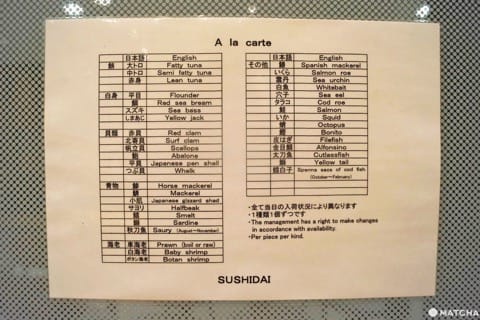 A la carte
日本語 English
鮪 大トロ Fatty tuna
中トロ Semi fatty tuna
赤身 Lean tuna
白身 平目 Flounder
鯛 Red sea bream
スズキ Sea bass
しまあじ Yellow jack
貝類 赤貝 Red clam
北寄貝 Surf clam
帆立貝 Scallops
鮑 Abalone
平貝 Japanese pen shell
つぶ貝 Whelk
青物 鯵 Horse mackerel
鯖 Mackerel
小肌 Japanese gizzard shad
サヨリ Halfbeak
Smelt
鰯 Sardine
秋刀魚 Saury (August~November)
海老 車海老 Prawn (boil or raw)
白海老 Baby shrimp
ボタン海老 Botan shrimp
日本語 English
その他 鰆 Spanish mackerel
いくら Salmon roe
雲丹 Sea urchin
白魚 Whitebait
穴子 Sea eel
タラコ Cod roe
鮭 Salmon
いか Squid
蛸 Octopus
鰹 Bonito
皮はぎ Filefish
金目鯛 Alfonsino
太刀魚 Cutlassfish
鰤 Yellow tail
鱈白子 Sperms sacs of cod fish
(October~February)
・全て当日の入荷状況により異なります
・1種類1個ずつです
・The management has a right to make changes
in accordance with availability.
・Per piece per kind.
SUSHIDAI
MATCHA